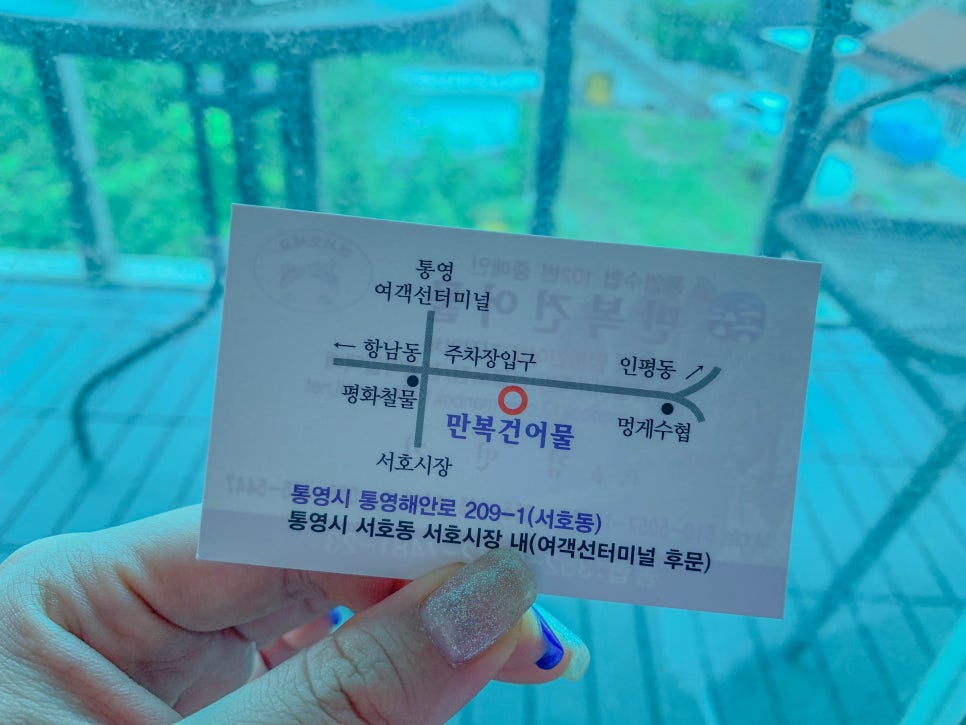 통영
여객선터미널
← 항남동
주차장입구
인평동 ↗
평화철물
만복건어물
멍게수협
서호시장
통영시 통영해안로 209-1(서호동)
통영시 서호동 서호시장 내(여객선터미널 후문)